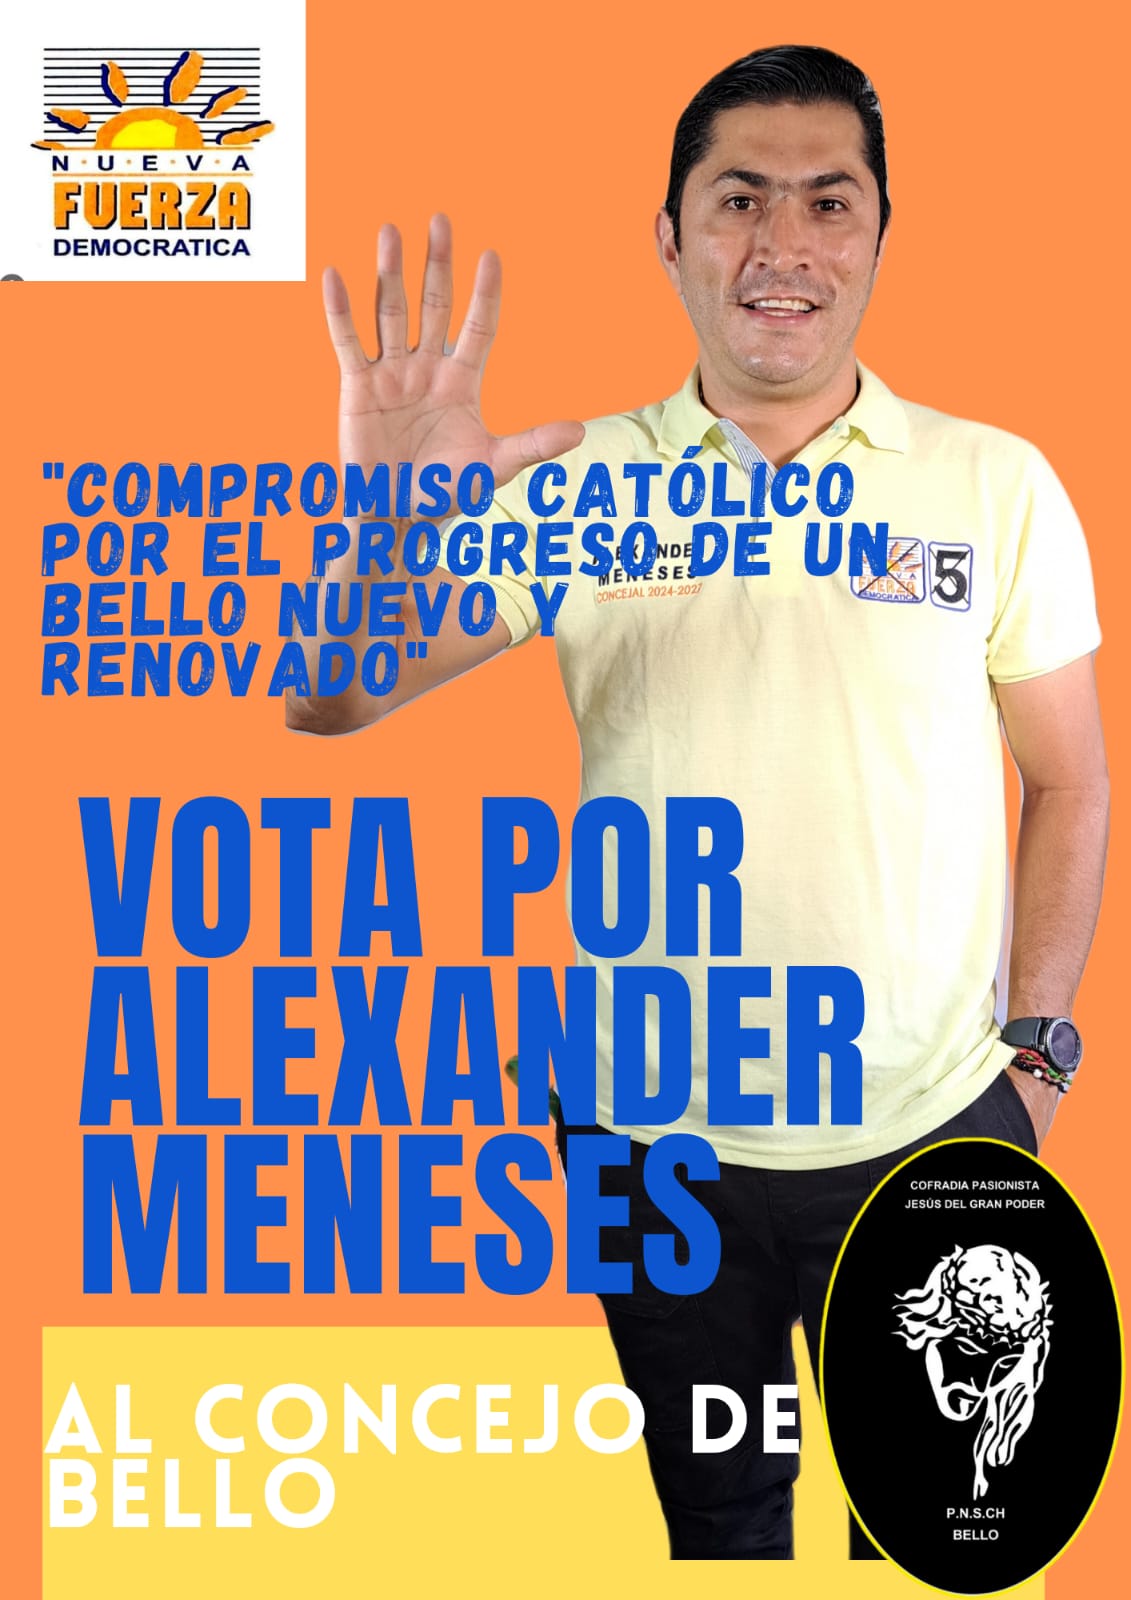 N·U·E·V·A
FUERZA
DEMOCRATICA
"COMPROMISO CATÓLICO
POR EL PROGRESO DE UN
BELLO NUEVO Y
RENOVADO"
MENESES
CONCEJAL 2024-2027
FUERZA
DEMOCRATICA
5
VOTA POR
ALEXANDER
MENESES
AL CONCEJO DE
BELLO
COFRADIA PASIONISTA
JESÚS DEL GRAN PODER
P.N.S.CH
BELLO